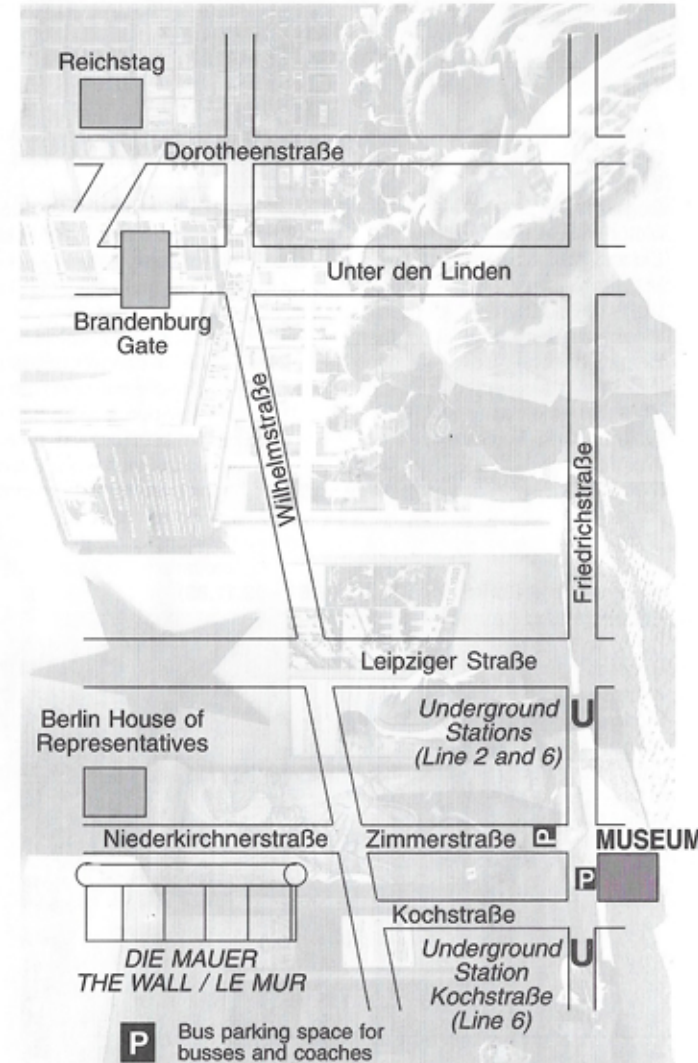 Reichstag
Dorotheenstraße
Unter den Linden
Brandenburg
Gate
Wilhelmstraße
Friedrichstraße
Leipziger Straße
Underground
Stations
(Line 2 and 6)
U
Berlin House of
Representatives
Niederkirchnerstraße
Zimmerstraße
P
MUSEUM
P
Kochstraße
DIE MAUER
THE WALL / LE MUR
Underground
Station
Kochstraße
(Line 6)
U
P
Bus parking space for
busses and coaches